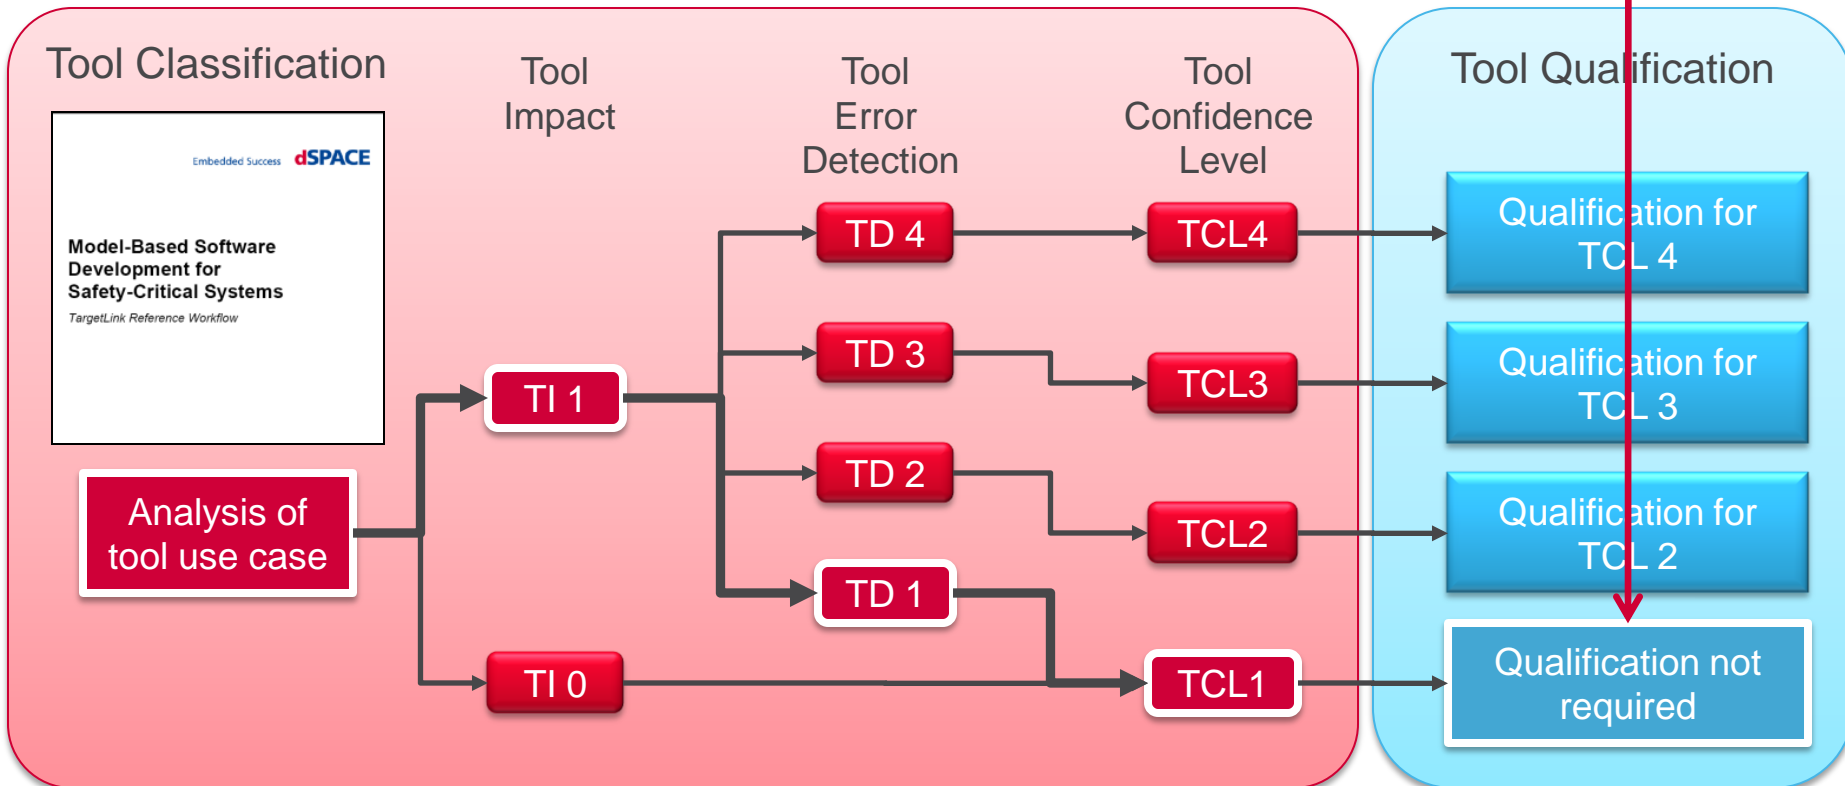 Tool Classification
Embedded Success dSPACE
Model-Based Software
Development for
Safety-Critical Systems
TargetLink Reference Workflow
Analysis of
tool use case
Tool
Impact
TI 1
TI 0
Tool
Error
Detection
TD 4
TD 3
TD 2
TD 1
Tool
Confidence
Level
TCL4
TCL3
TCL2
TCL1
Tool Qualification
Qualification for
TCL 4
Qualification for
TCL 3
Qualification for
TCL 2
Qualification not
required